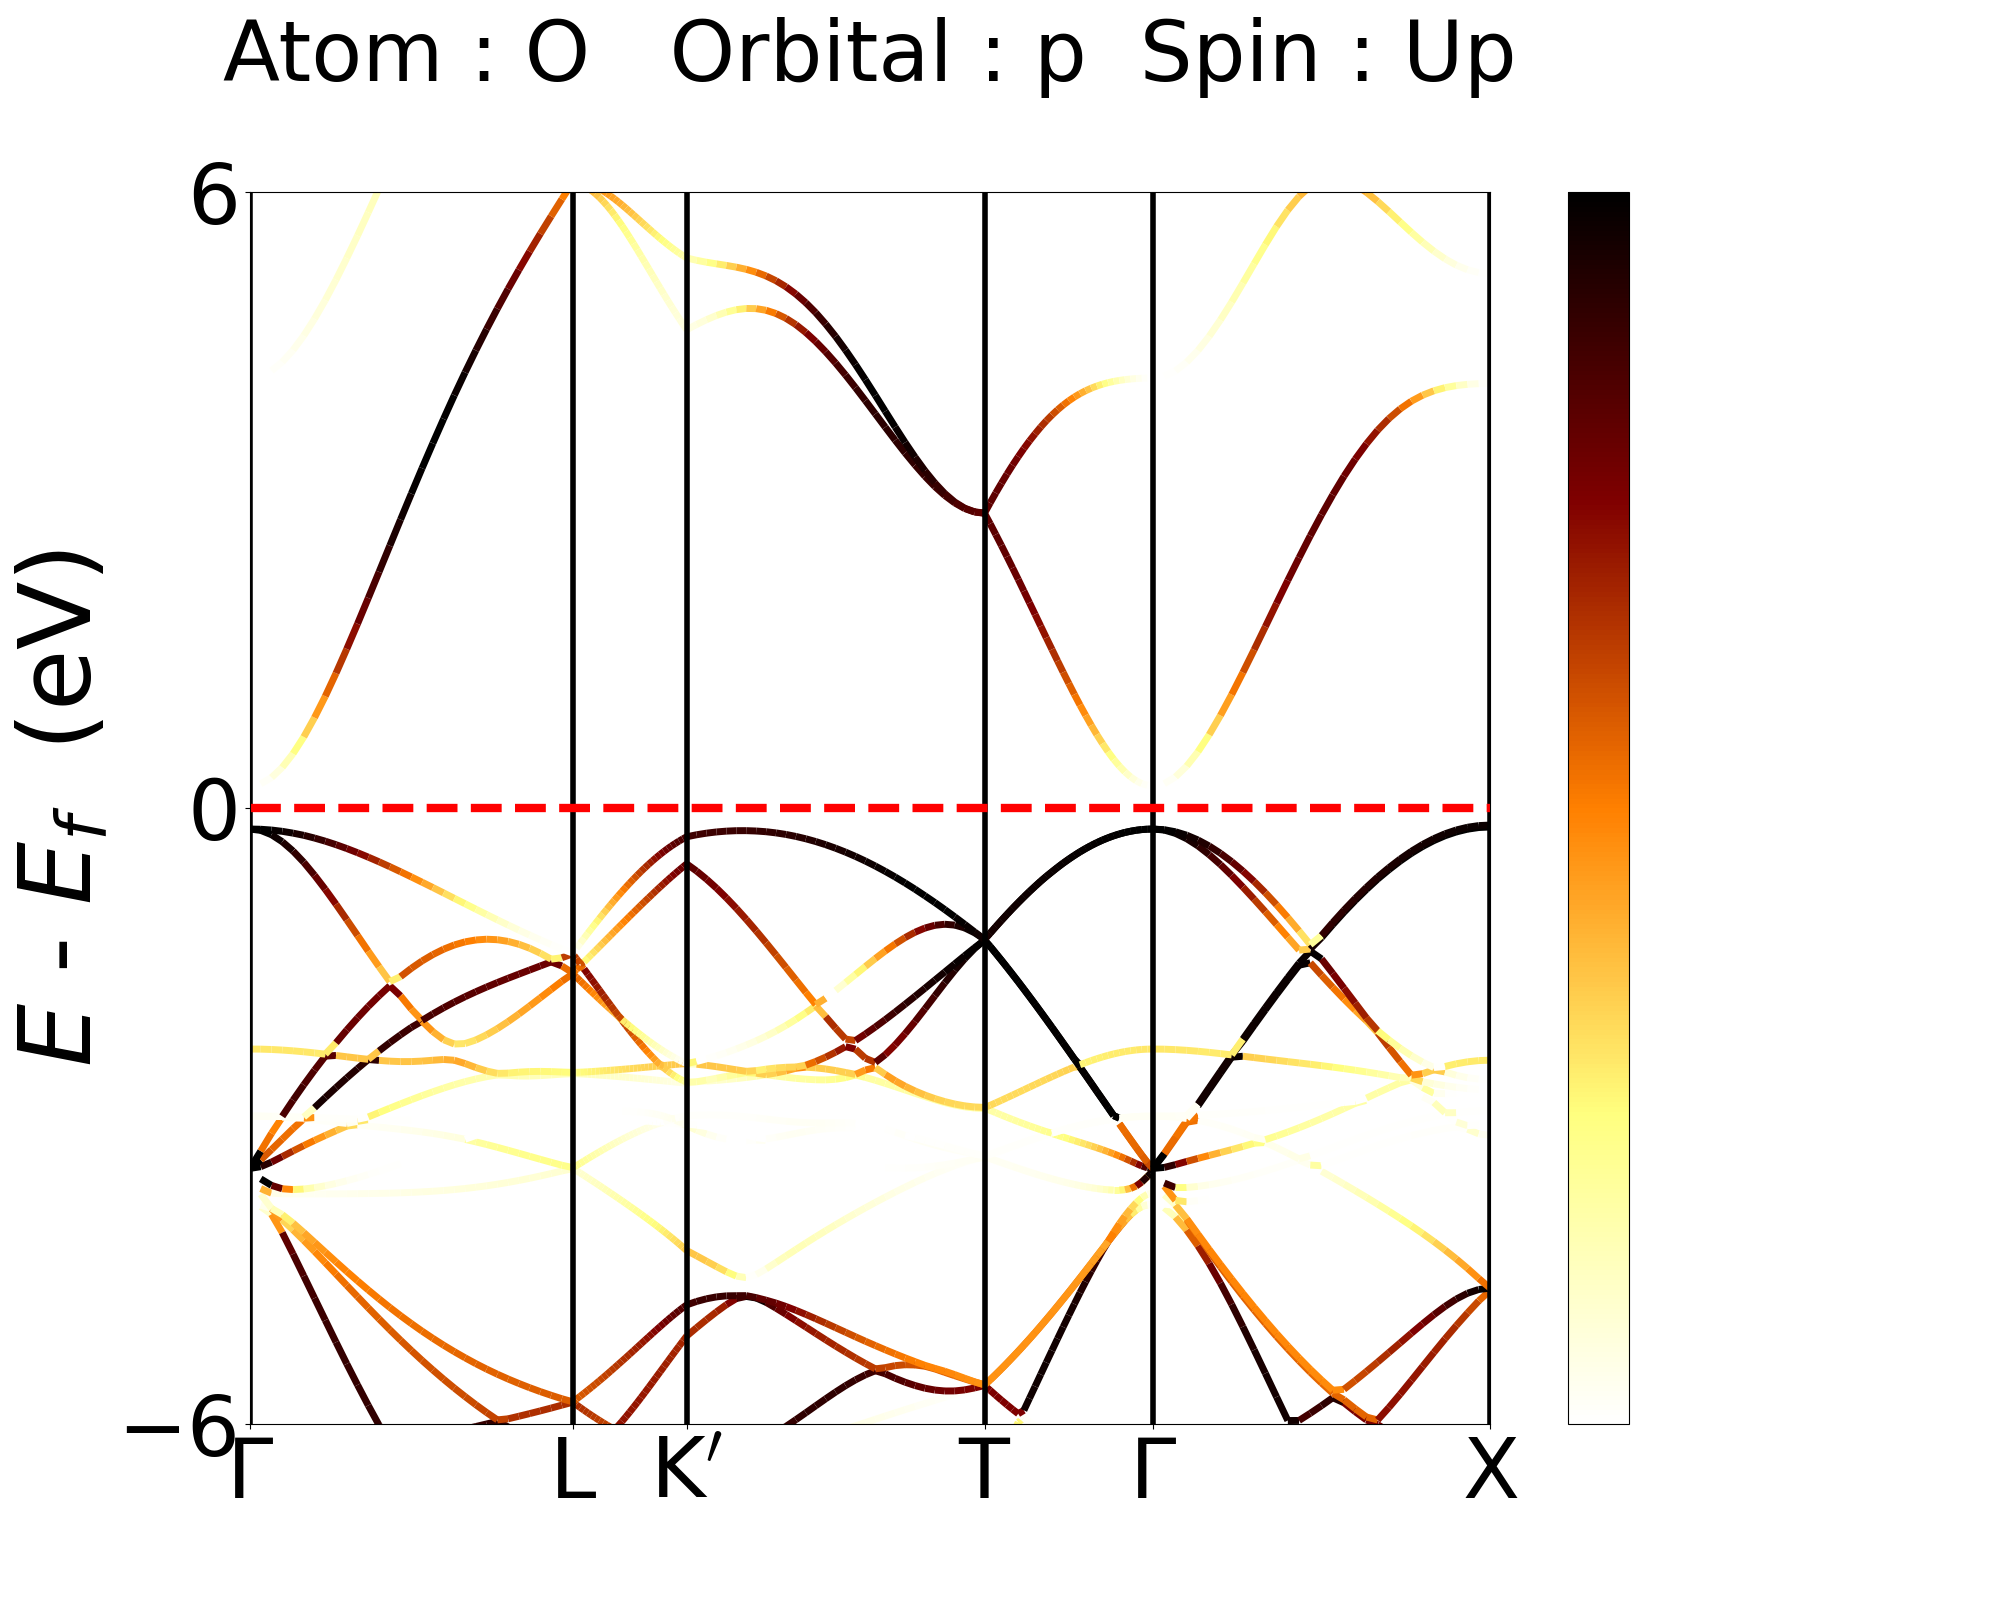 Atom : O   Orbital : p  Spin : Up
6
0
−6
E - E_f (eV)
Γ L K′ T Γ X